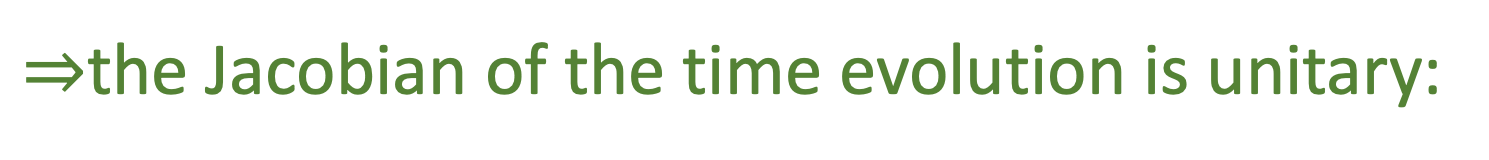 ⇒the Jacobian of the time evolution is unitary: